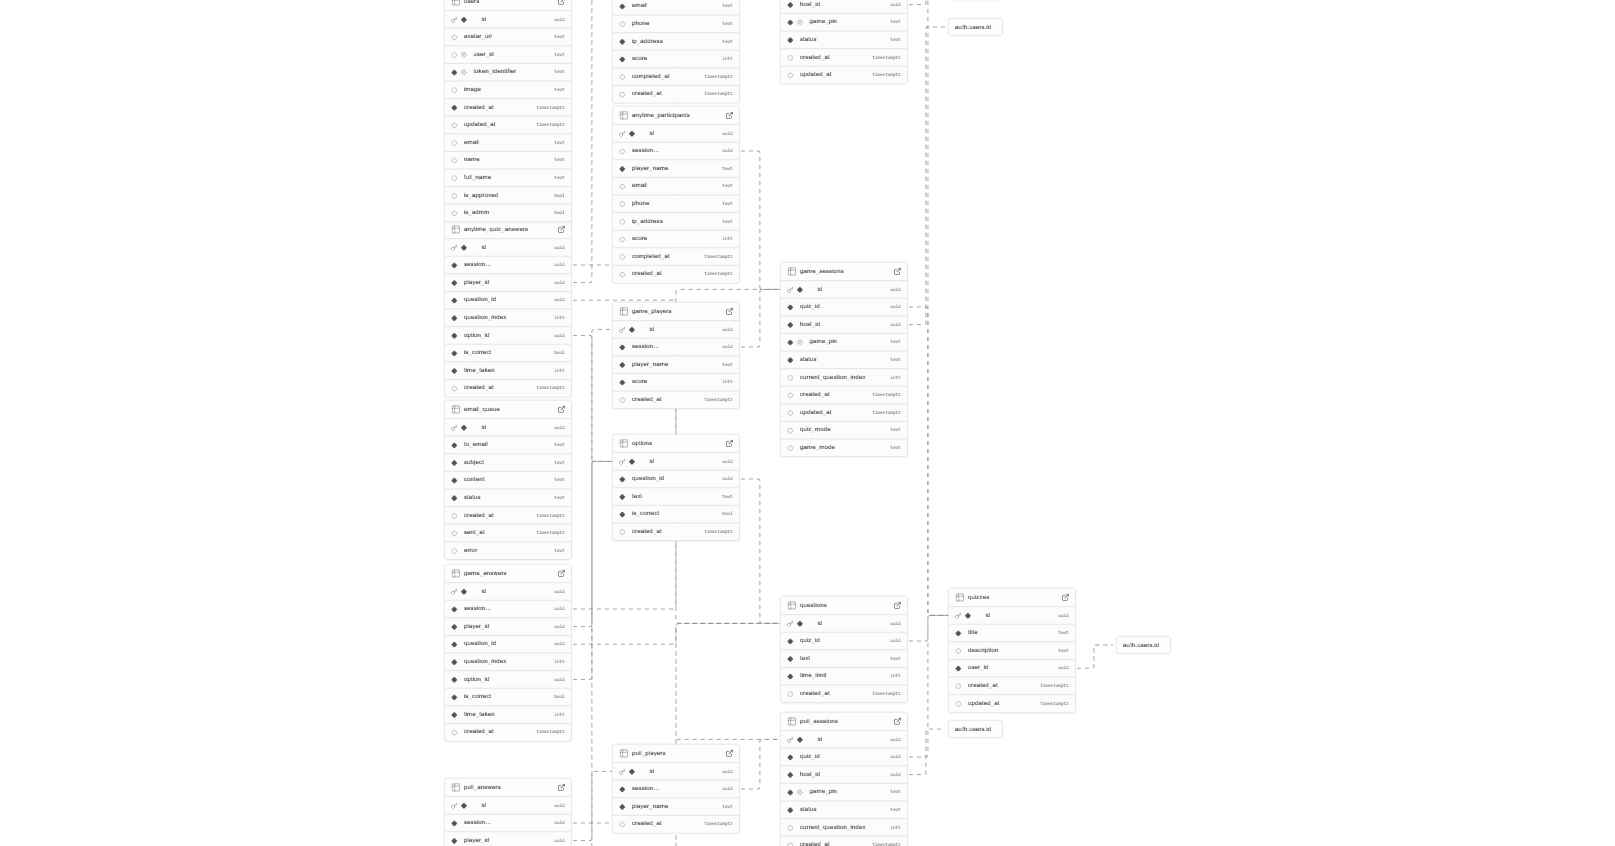 users
id uuid
avatar_url text
user_id text
token_identifier text
image text
created_at timestamptz
updated_at timestamptz
email text
name text
full_name text
is_approved bool
is_admin bool
anytime_quiz_answers
id uuid
session... uuid
player_id uuid
question_id uuid
question_index int4
option_id uuid
is_correct bool
time_taken int4
created_at timestamptz
email_queue
id uuid
to_email text
subject text
content text
status text
created_at timestamptz
sent_at timestamptz
error text
game_answers
id uuid
session... uuid
player_id uuid
question_id uuid
question_index int4
option_id uuid
is_correct bool
time_taken int4
created_at timestamptz
poll_answers
id uuid
session... uuid
player_id uuid
email text
phone text
ip_address text
score int4
completed_at timestamptz
created_at timestamptz
anytime_participants
id uuid
session... uuid
player_name text
email text
phone text
ip_address text
score int4
completed_at timestamptz
created_at timestamptz
game_players
id uuid
session... uuid
player_name text
score int4
created_at timestamptz
options
id uuid
question_id uuid
text text
is_correct bool
created_at timestamptz
poll_players
id uuid
session... uuid
player_name text
created_at timestamptz
host_id uuid
game_pin text
status text
created_at timestamptz
updated_at timestamptz
game_sessions
id uuid
quiz_id uuid
host_id uuid
game_pin text
status text
current_question_index int4
created_at timestamptz
updated_at timestamptz
quiz_mode text
game_mode text
questions
id uuid
quiz_id uuid
text text
time_limit int4
created_at timestamptz
poll_sessions
id uuid
quiz_id uuid
host_id uuid
game_pin text
status text
current_question_index int4
created_at timestamptz
auth.users.id
quizzes
id uuid
title text
description text
user_id uuid
created_at timestamptz
updated_at timestamptz
auth.users.id
auth.users.id